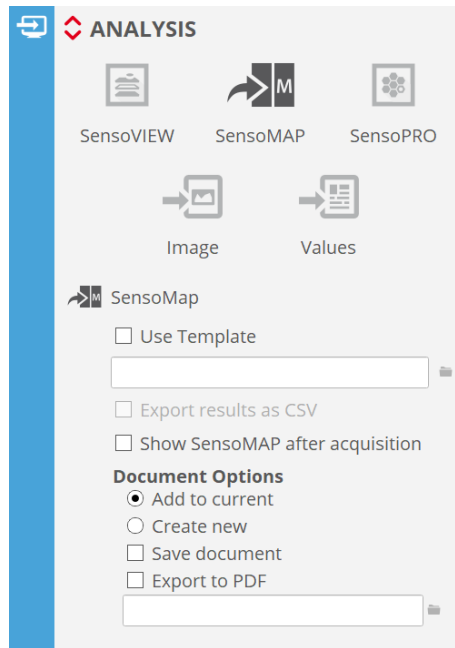 ANALYSIS
SensoVIEW SensoMAP SensoPRO
Image Values
SensoMap
Use Template
Export results as CSV
Show SensoMAP after acquisition
Document Options
Add to current
Create new
Save document
Export to PDF